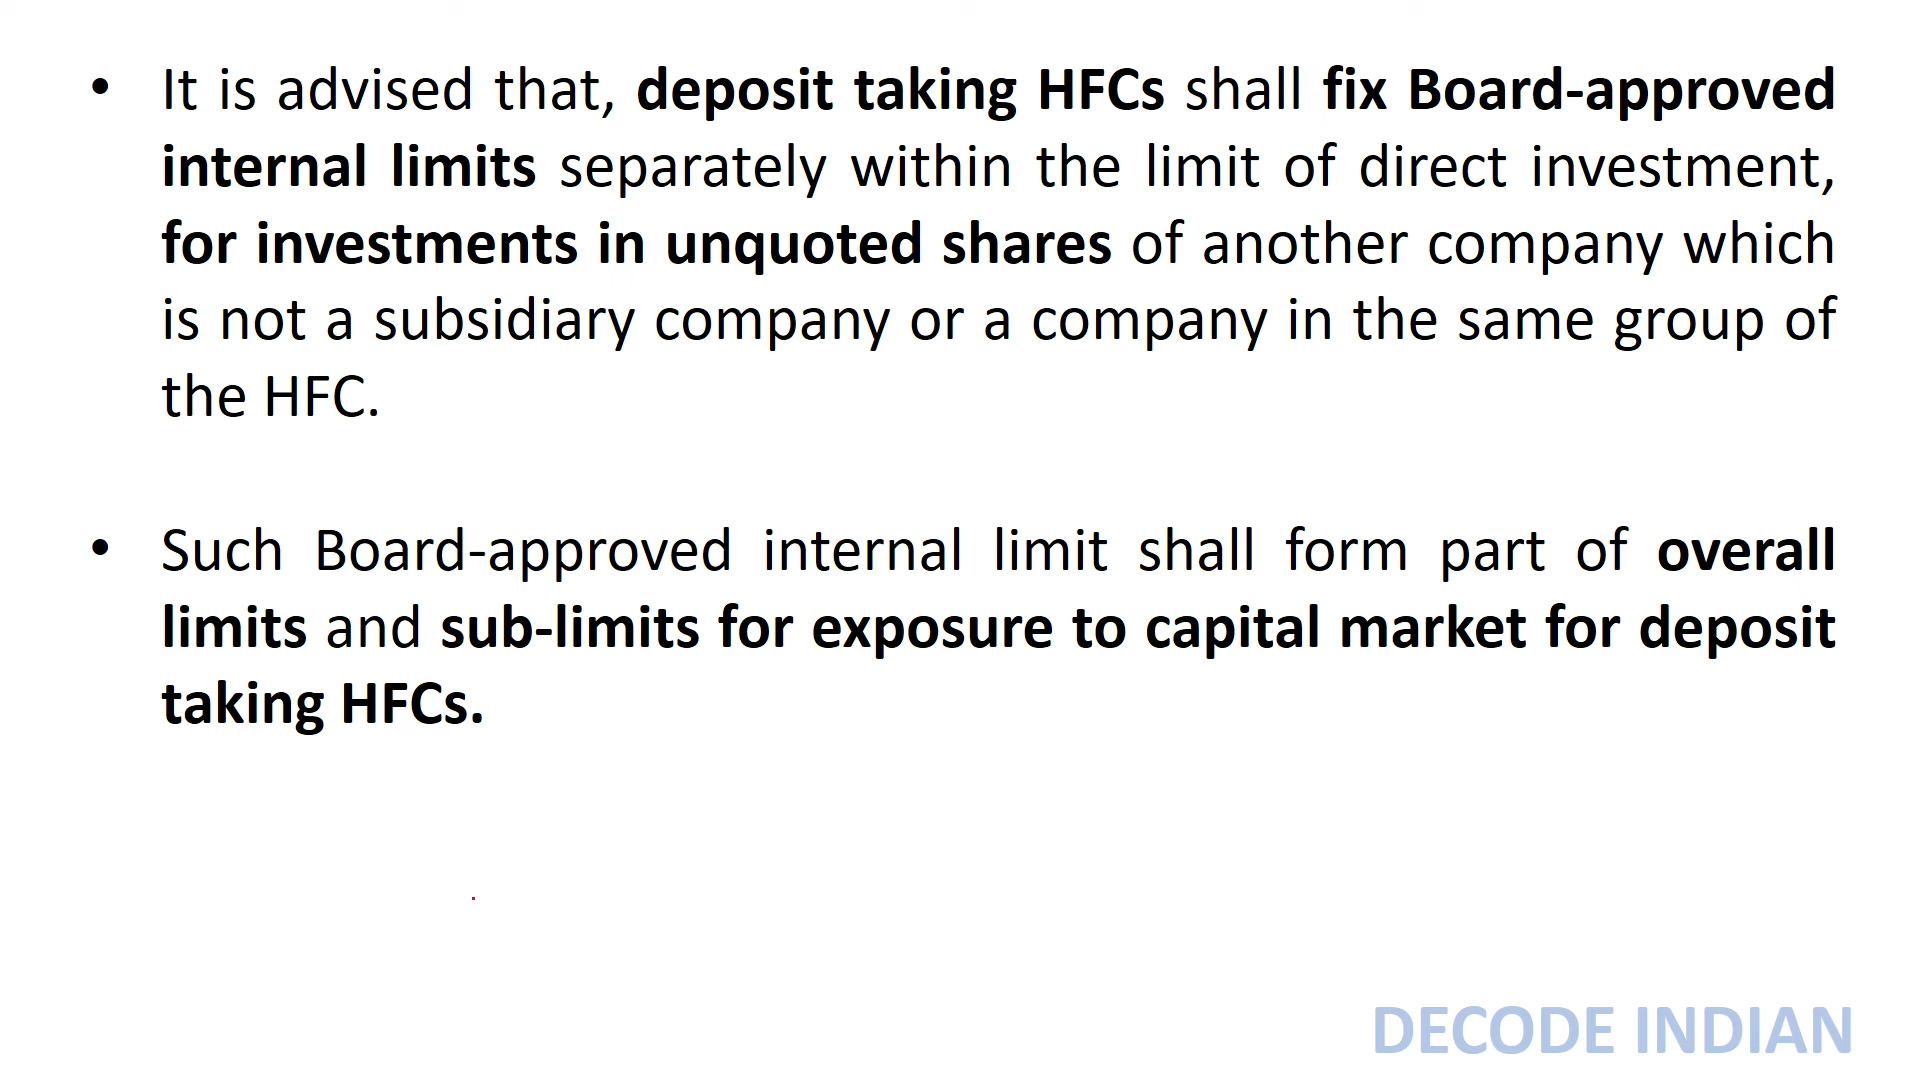 • It is advised that, deposit taking HFCs shall fix Board-approved
internal limits separately within the limit of direct investment,
for investments in unquoted shares of another company which
is not a subsidiary company or a company in the same group of
the HFC.
• Such Board-approved internal limit shall form part of overall
limits and sub-limits for exposure to capital market for deposit
taking HFCs.
DECODE INDIAN